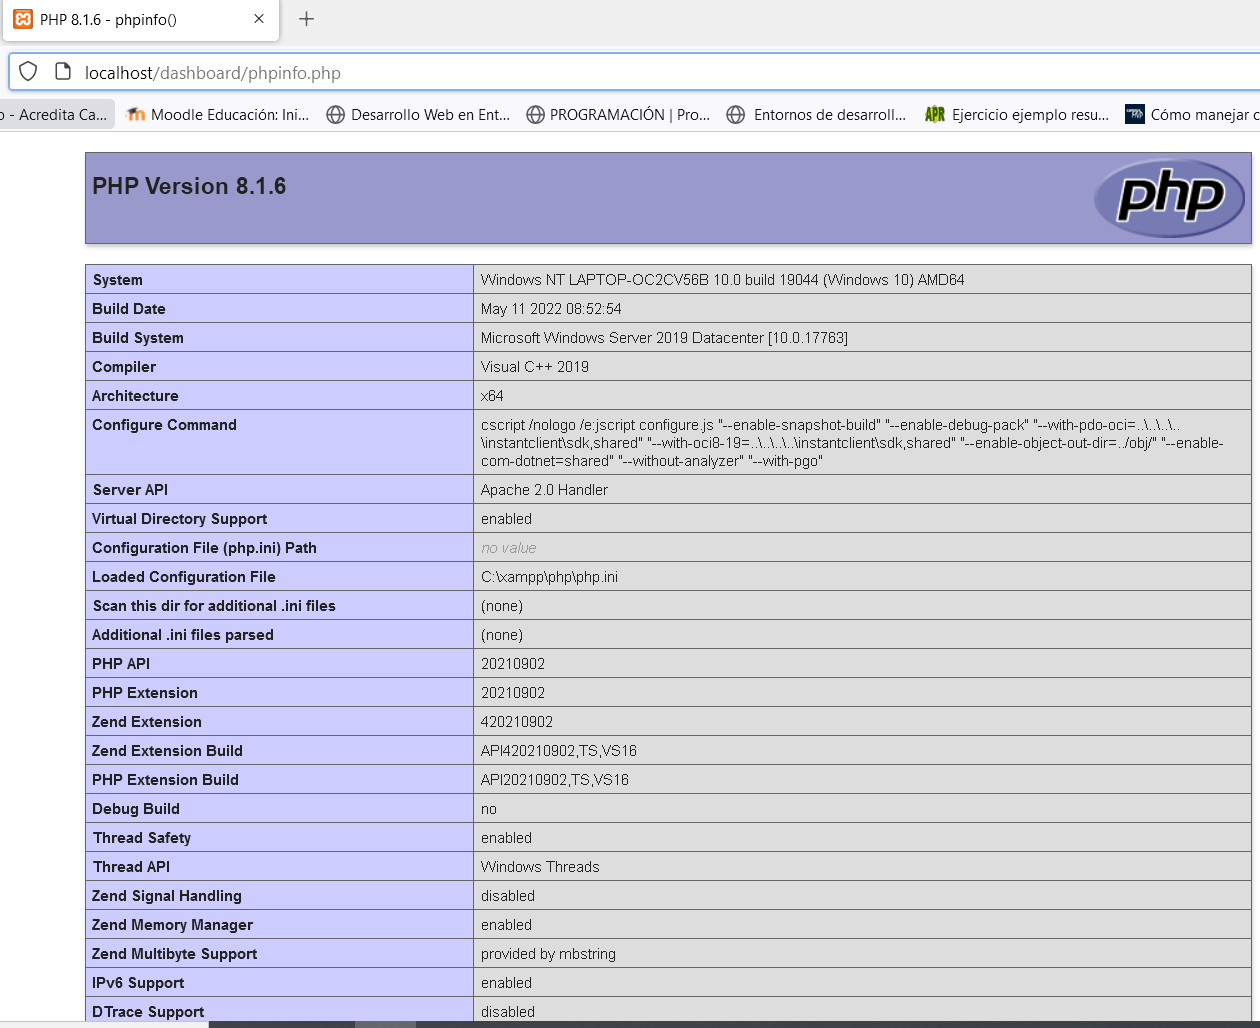 PHP 8.1.6 - phpinfo()
localhost/dashboard/phpinfo.php
o - Acredita Ca... Moodle Educación: Ini... Desarrollo Web en Ent... PROGRAMACIÓN | Pro... Entornos de desarroll... APR Ejercicio ejemplo resu... Cómo manejar c
PHP Version 8.1.6 php
System Windows NT LAPTOP-OC2CV56B 10.0 build 19044 (Windows 10) AMD64
Build Date May 11 2022 08:52:54
Build System Microsoft Windows Server 2019 Datacenter [10.0.17763]
Compiler Visual C++ 2019
Architecture x64
Configure Command cscript /nologo /e:jscript configure.js "--enable-snapshot-build" "--enable-debug-pack" "--with-pdo-oci=..\..\..\..
\instantclient\sdk,shared" "--with-oci8-19=..\..\..\..\instantclient\sdk,shared" "--enable-object-out-dir=../obj/" "--enable-
com-dotnet=shared" "--without-analyzer" "--with-pgo"
Server API Apache 2.0 Handler
Virtual Directory Support enabled
Configuration File (php.ini) Path no value
Loaded Configuration File C:\xampp\php\php.ini
Scan this dir for additional .ini files (none)
Additional .ini files parsed (none)
PHP API 20210902
PHP Extension 20210902
Zend Extension 420210902
Zend Extension Build API420210902,TS,VS16
PHP Extension Build API20210902,TS,VS16
Debug Build no
Thread Safety enabled
Thread API Windows Threads
Zend Signal Handling disabled
Zend Memory Manager enabled
Zend Multibyte Support provided by mbstring
IPv6 Support enabled
DTrace Support disabled